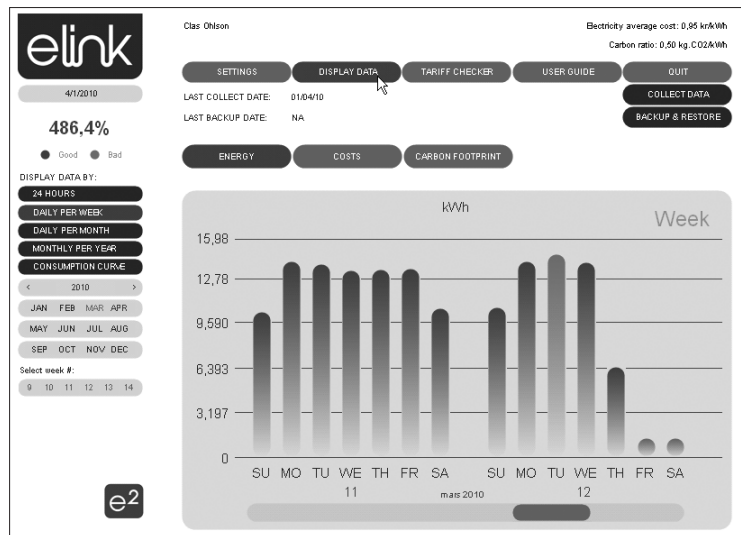 elink
Clas Ohlson
Electricity average cost: 0,95 kr/kWh
Carbon ratio: 0,50 kg.CO2/kWh
SETTINGS DISPLAY DATA TARIFF CHECKER USER GUIDE QUIT
4/1/2010
LAST COLLECT DATE: 01/04/10
COLLECT DATA
LAST BACKUP DATE: NA
BACKUP & RESTORE
486,4%
Good Bad
ENERGY COSTS CARBON FOOTPRINT
DISPLAY DATA BY:
24 HOURS
DAILY PER WEEK
DAILY PER MONTH
MONTHLY PER YEAR
CONSUMPTION CURVE
< 2010 >
JAN FEB MAR APR
MAY JUN JUL AUG
SEP OCT NOV DEC
Select week #:
9 10 11 12 13 14
e2
kWh
Week
15,98
12,78
9,590
6,393
3,197
0
SU MO TU WE TH FR SA SU MO TU WE TH FR SA
11 mars 2010 12